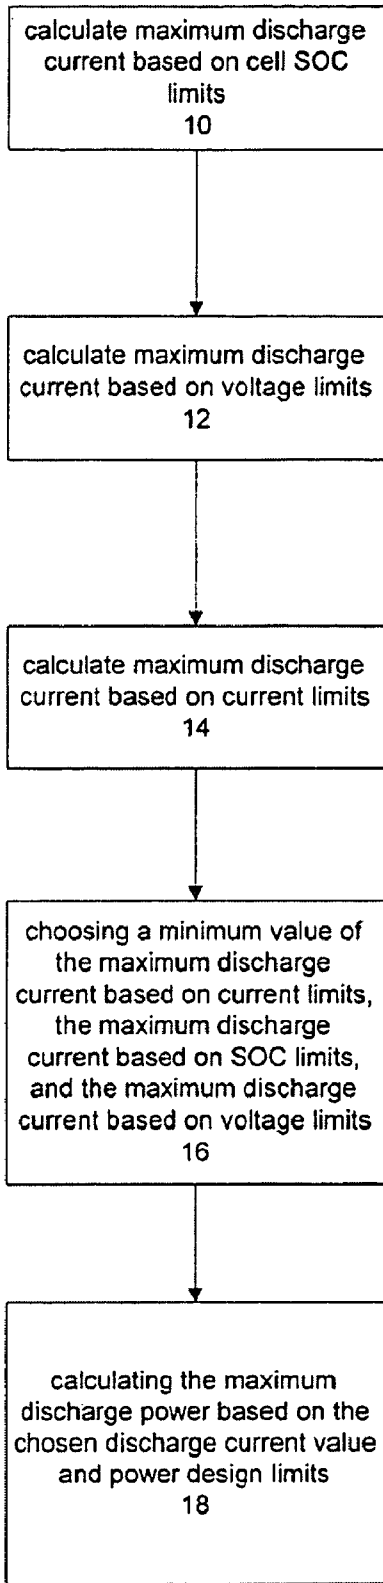 calculate maximum discharge
current based on cell SOC
limits
10
calculate maximum discharge
current based on voltage limits
12
calculate maximum discharge
current based on current limits
14
choosing a minimum value of
the maximum discharge
current based on current limits,
the maximum discharge
current based on SOC limits,
and the maximum discharge
current based on voltage limits
16
calculating the maximum
discharge power based on the
chosen discharge current value
and power design limits
18